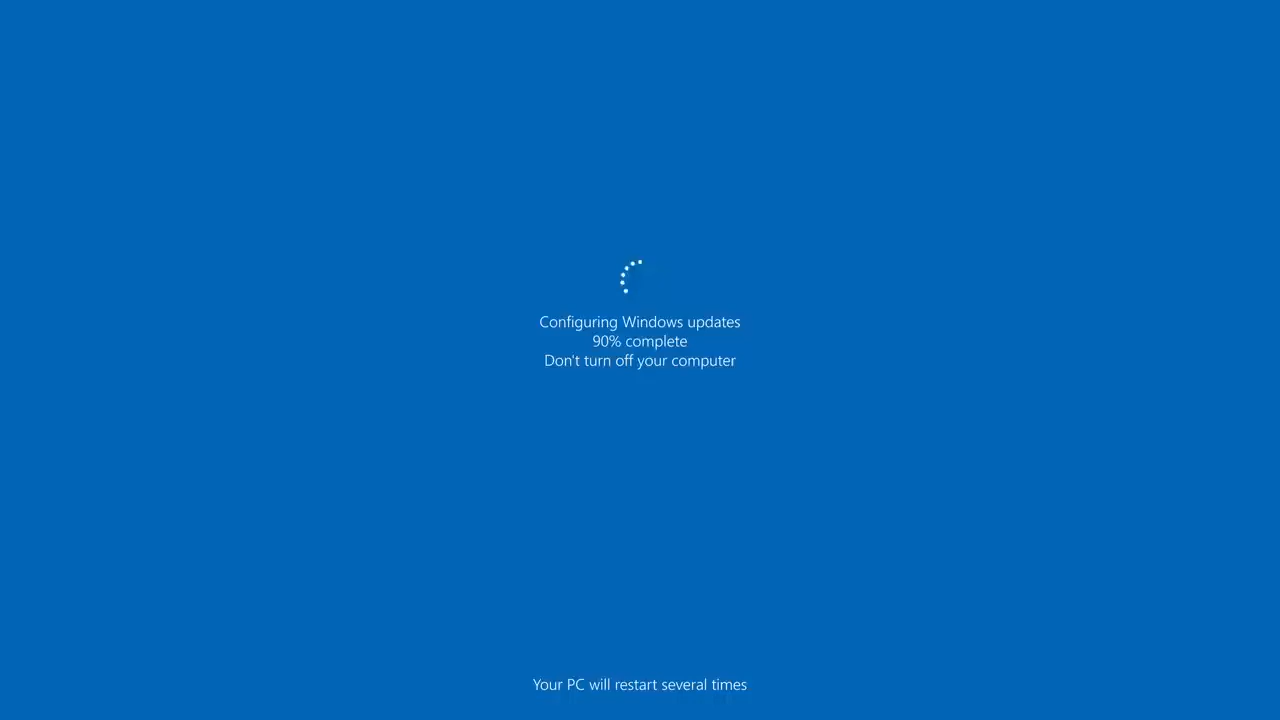 Configuring Windows updates
90% complete
Don't turn off your computer
Your PC will restart several times